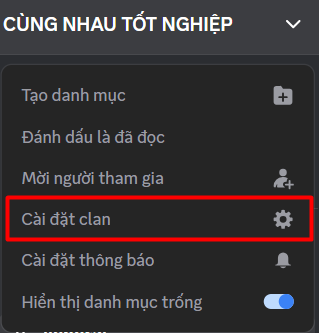 CÙNG NHAU TỐT NGHIỆP
Tạo danh mục
Đánh dấu là đã đọc
Mời người tham gia
Cài đặt clan
Cài đặt thông báo
Hiển thị danh mục trống